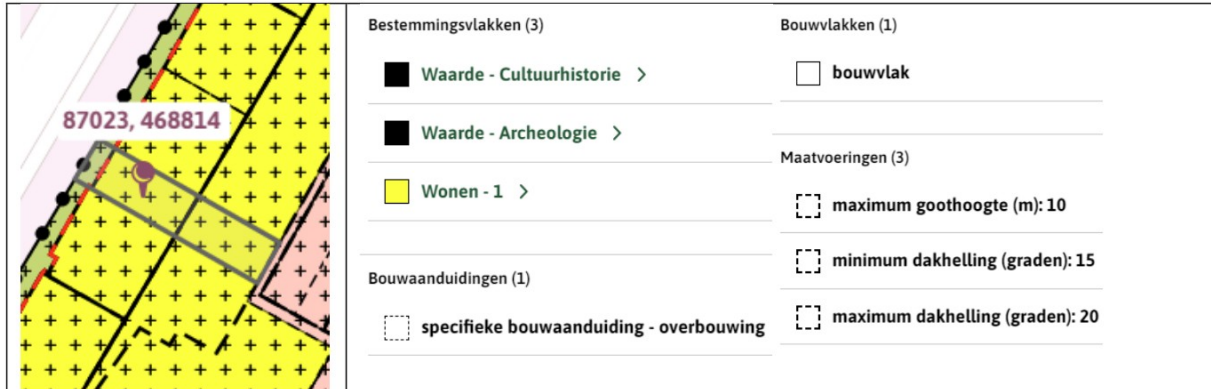 87023, 468814
Bestemmingsvlakken (3)
Waarde - Cultuurhistorie >
Waarde - Archeologie >
Wonen - 1 >
Bouwaanduidingen (1)
specifieke bouwaanduiding - overbouwing
Bouwvlakken (1)
bouwvlak
Maatvoeringen (3)
maximum goothoogte (m): 10
minimum dakhelling (graden): 15
maximum dakhelling (graden): 20